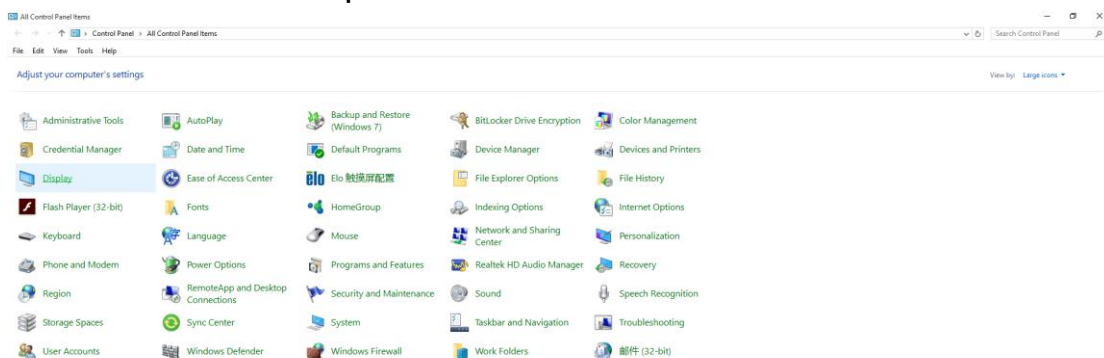 All Control Panel Items
Control Panel › All Control Panel Items
Search Control Panel
File Edit View Tools Help
Adjust your computer's settings
View by: Large icons
Administrative Tools
AutoPlay
Backup and Restore
(Windows 7)
BitLocker Drive Encryption
Color Management
Credential Manager
Date and Time
Default Programs
Device Manager
Devices and Printers
Display
Ease of Access Center
elo Elo 触摸屏配置
File Explorer Options
File History
Flash Player (32-bit)
Fonts
HomeGroup
Indexing Options
Internet Options
Keyboard
Language
Mouse
Network and Sharing
Center
Personalization
Phone and Modem
Power Options
Programs and Features
Realtek HD Audio Manager
Recovery
Region
RemoteApp and Desktop
Connections
Security and Maintenance
Sound
Speech Recognition
Storage Spaces
Sync Center
System
Taskbar and Navigation
Troubleshooting
User Accounts
Windows Defender
Windows Firewall
Work Folders
邮件 (32-bit)